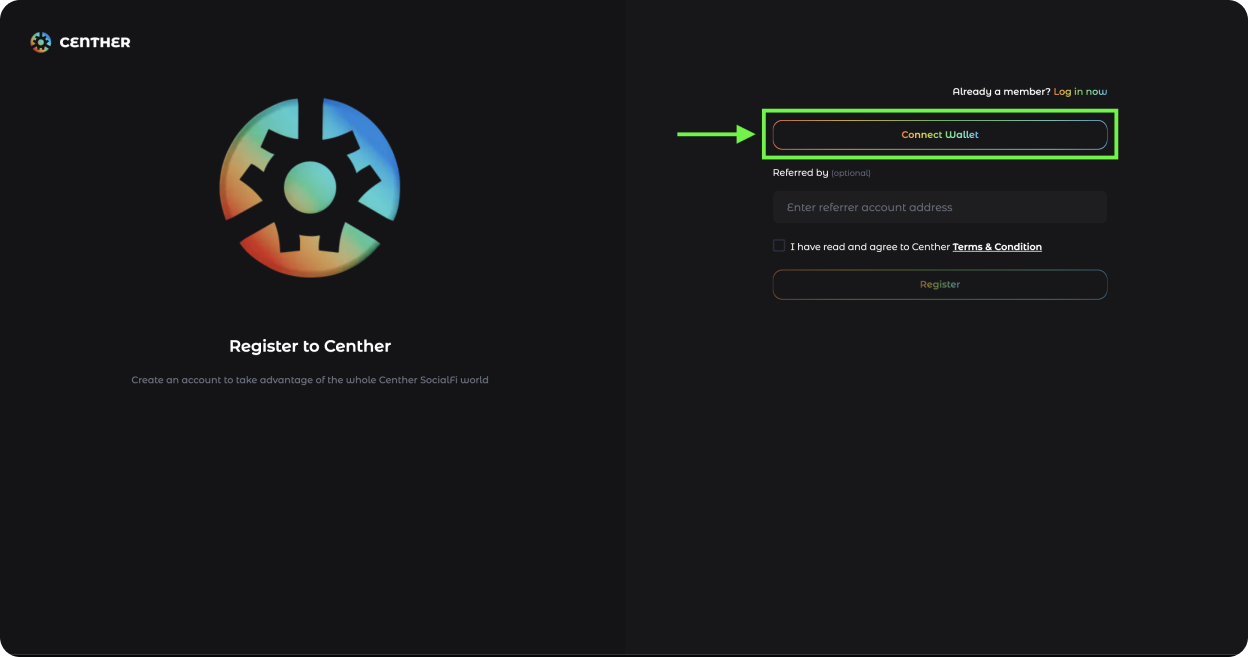 CENTHER
Register to Centher
Create an account to take advantage of the whole Centher SocialFi world
Already a member? Log in now
Connect Wallet
Referred by (optional)
Enter referrer account address
I have read and agree to Centher Terms & Condition
Register